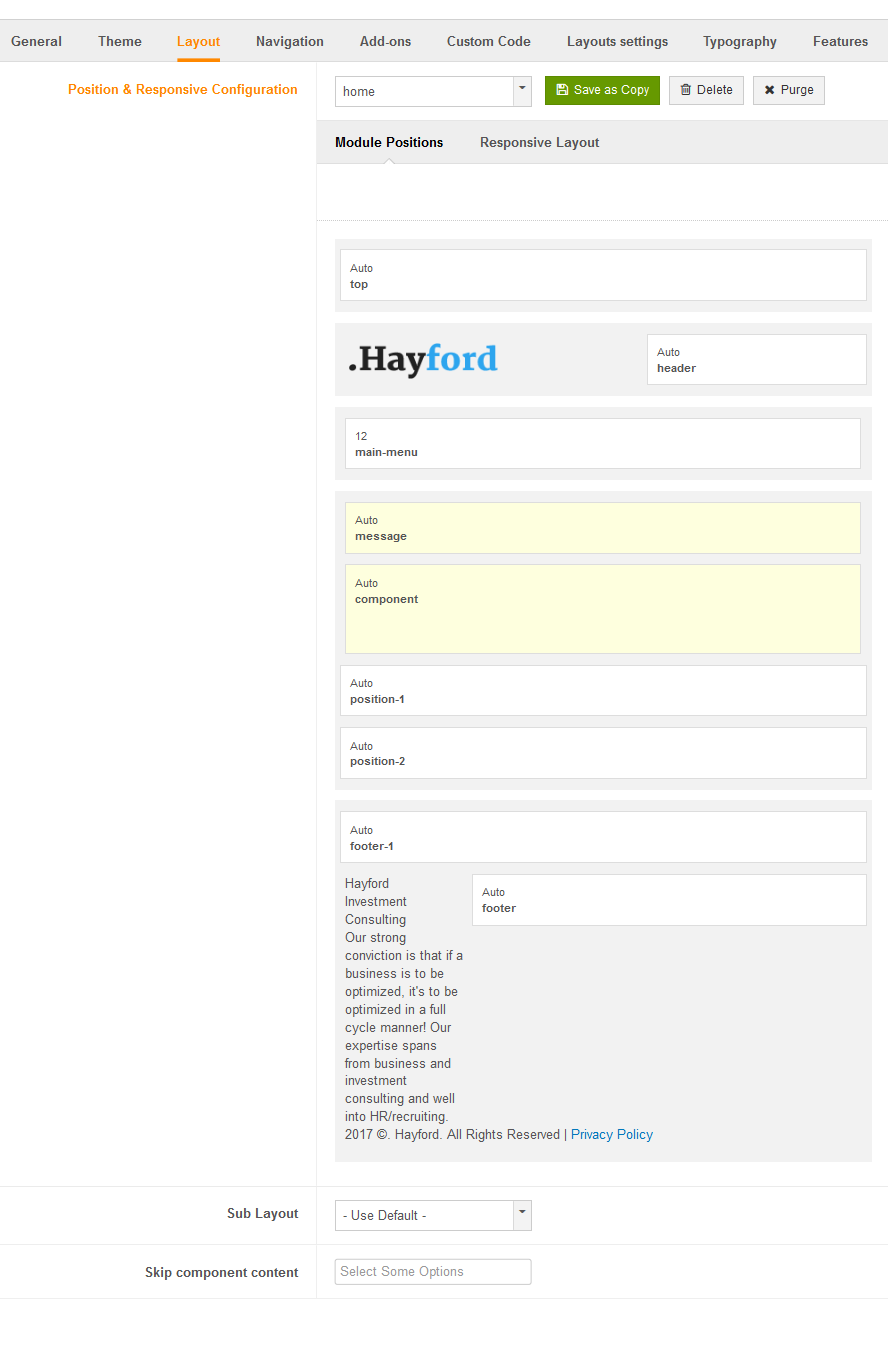 General Theme Layout Navigation Add-ons Custom Code Layouts settings Typography Features
Position & Responsive Configuration
home
Save as Copy Delete Purge
Module Positions Responsive Layout
Auto
top
.Hayford
Auto
header
12
main-menu
Auto
message
Auto
component
Auto
position-1
Auto
position-2
Auto
footer-1
Hayford
Investment
Consulting
Our strong
conviction is that if a
business is to be
optimized, it's to be
optimized in a full
cycle manner! Our
expertise spans
from business and
investment
consulting and well
into HR/recruiting.
Auto
footer
2017 ©. Hayford. All Rights Reserved | Privacy Policy
Sub Layout
- Use Default -
Skip component content
Select Some Options